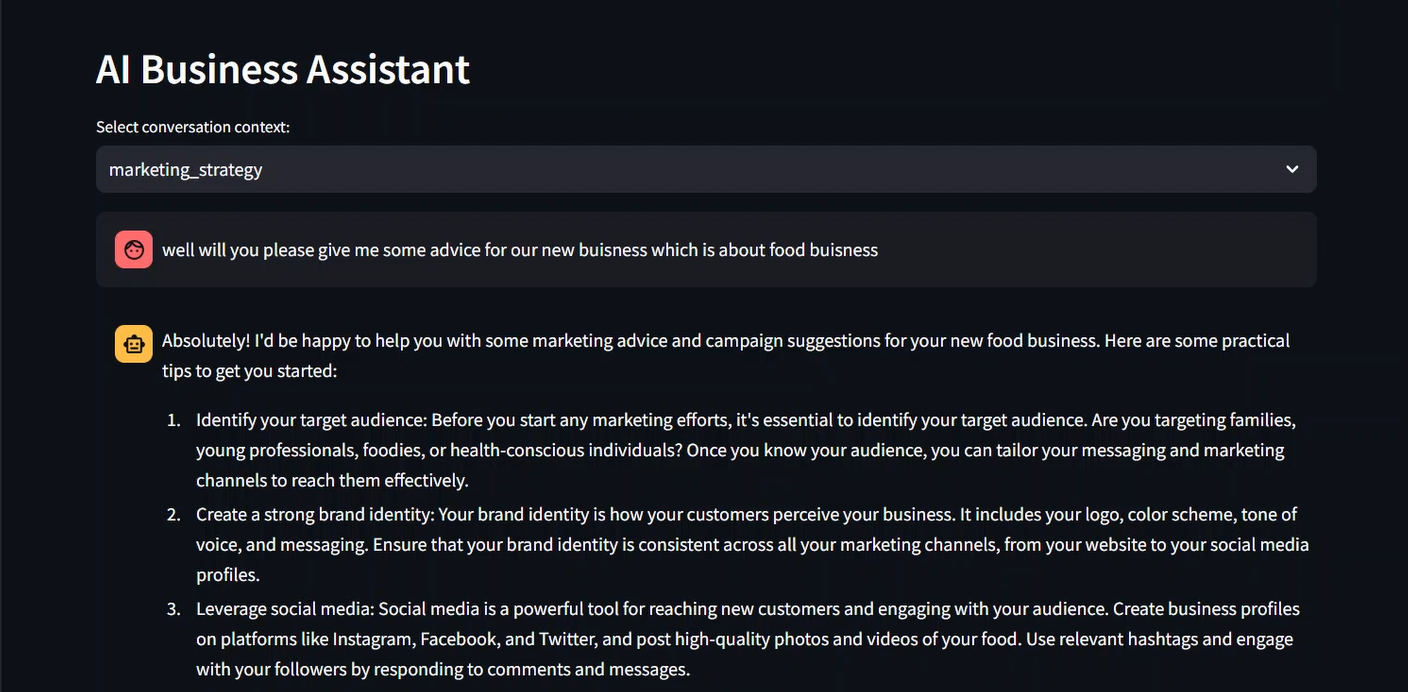 AI Business Assistant
Select conversation context:
marketing_strategy
well will you please give me some advice for our new buisness which is about food buisness
Absolutely! I'd be happy to help you with some marketing advice and campaign suggestions for your new food business. Here are some practical
tips to get you started:
1. Identify your target audience: Before you start any marketing efforts, it's essential to identify your target audience. Are you targeting families,
young professionals, foodies, or health-conscious individuals? Once you know your audience, you can tailor your messaging and marketing
channels to reach them effectively.
2. Create a strong brand identity: Your brand identity is how your customers perceive your business. It includes your logo, color scheme, tone of
voice, and messaging. Ensure that your brand identity is consistent across all your marketing channels, from your website to your social media
profiles.
3. Leverage social media: Social media is a powerful tool for reaching new customers and engaging with your audience. Create business profiles
on platforms like Instagram, Facebook, and Twitter, and post high-quality photos and videos of your food. Use relevant hashtags and engage
with your followers by responding to comments and messages.